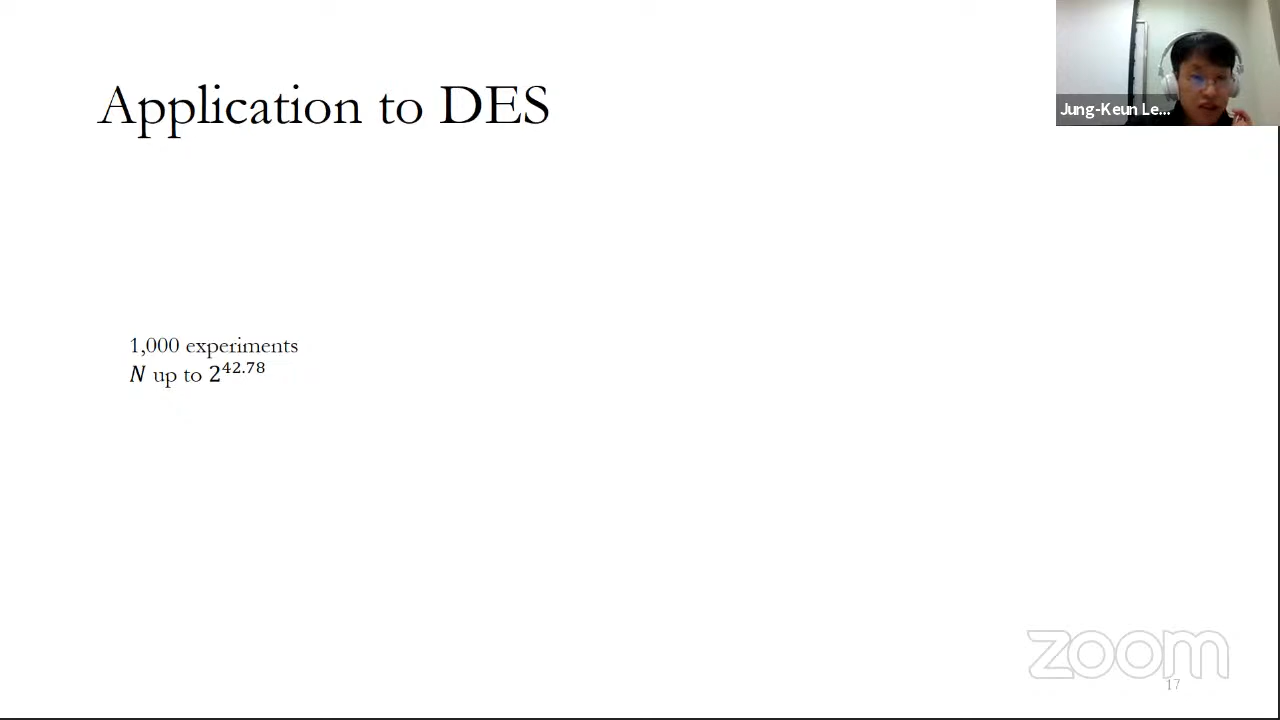 Application to DES
Jung-Keun Le...
1,000 experiments
N up to 2^42.78
zoom
17